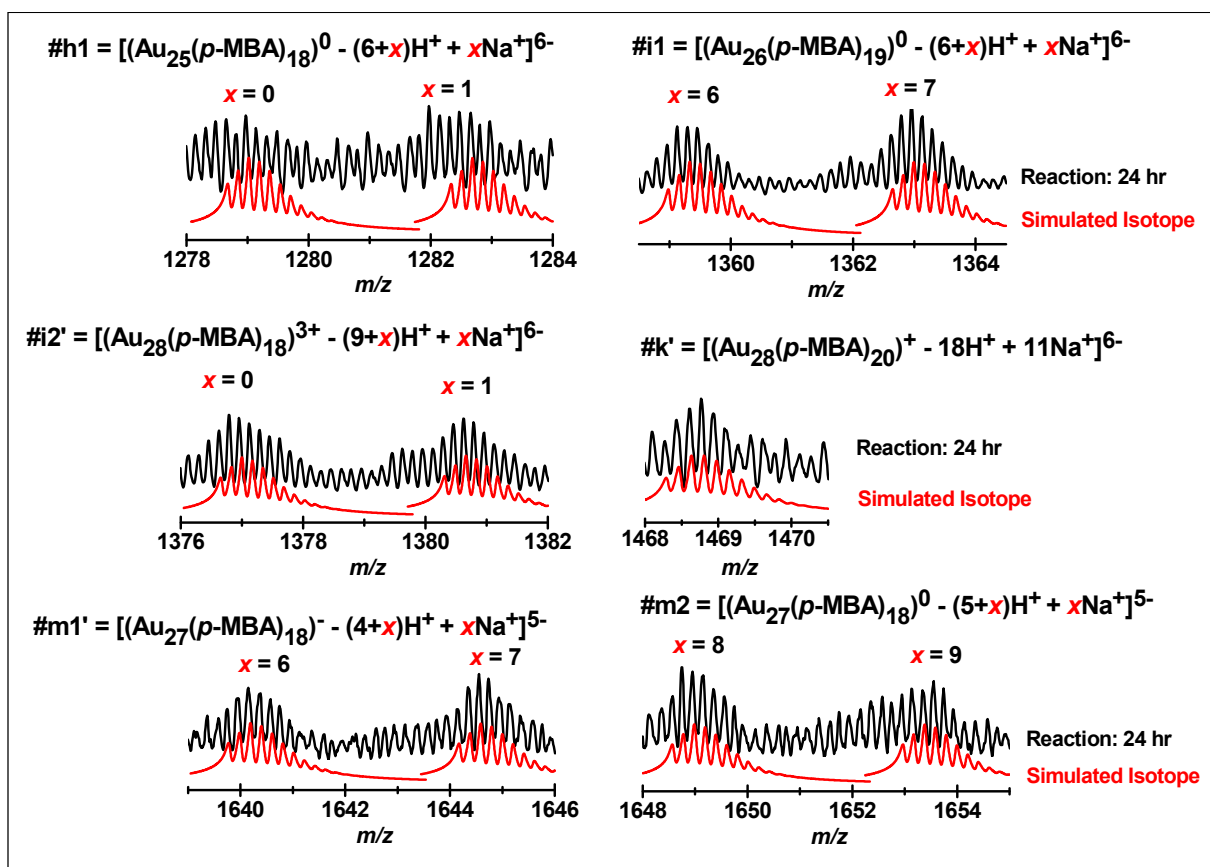 #h1 = [(Au25(p-MBA)18)0 - (6+x)H+ + xNa+]6-
x = 0
x = 1
1278 1280 1282 1284
m/z
#i1 = [(Au26(p-MBA)19)0 - (6+x)H+ + xNa+]6-
x = 6
x = 7
Reaction: 24 hr
Simulated Isotope
1360 1362 1364
m/z
#i2' = [(Au28(p-MBA)18)3+ - (9+x)H+ + xNa+]6-
x = 0
x = 1
1376 1378 1380 1382
m/z
#k' = [(Au28(p-MBA)20)+ - 18H+ + 11Na+]6-
Reaction: 24 hr
Simulated Isotope
1468 1469 1470
m/z
#m1' = [(Au27(p-MBA)18)- - (4+x)H+ + xNa+]5-
x = 6
x = 7
1640 1642 1644 1646
m/z
#m2 = [(Au27(p-MBA)18)0 - (5+x)H+ + xNa+]5-
x = 8
x = 9
Reaction: 24 hr
Simulated Isotope
1648 1650 1652 1654
m/z